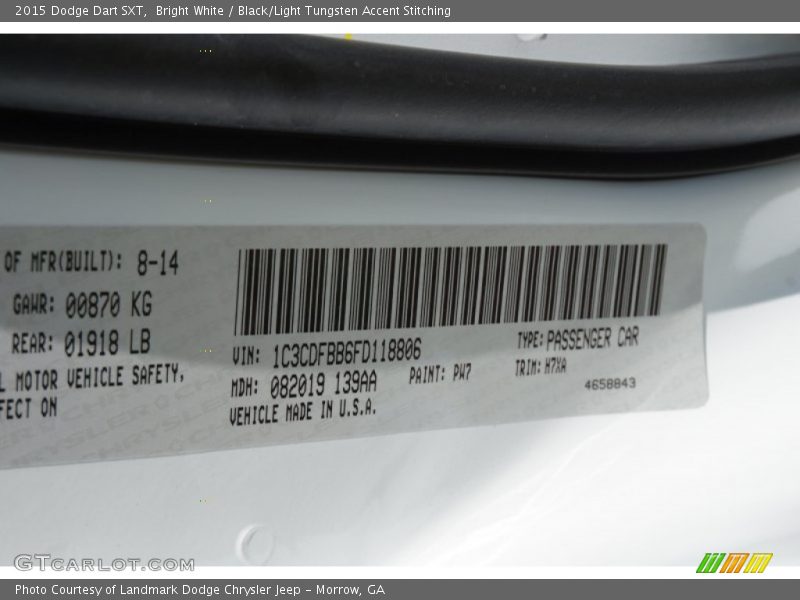 2015 Dodge Dart SXT,  Bright White / Black/Light Tungsten Accent Stitching
OF MFR(BUILT): 8-14
GAWR: 00870 KG
REAR: 01918 LB
L MOTOR VEHICLE SAFETY,
FECT ON
VIN: 1C3CDFBB6FD118806
TYPE: PASSENGER CAR
MDH: 082019 139AA
PAINT: PW7
TRIM: H7XA
VEHICLE MADE IN U.S.A.
4658843
GTCARLOT.COM
Photo Courtesy of Landmark Dodge Chrysler Jeep - Morrow, GA